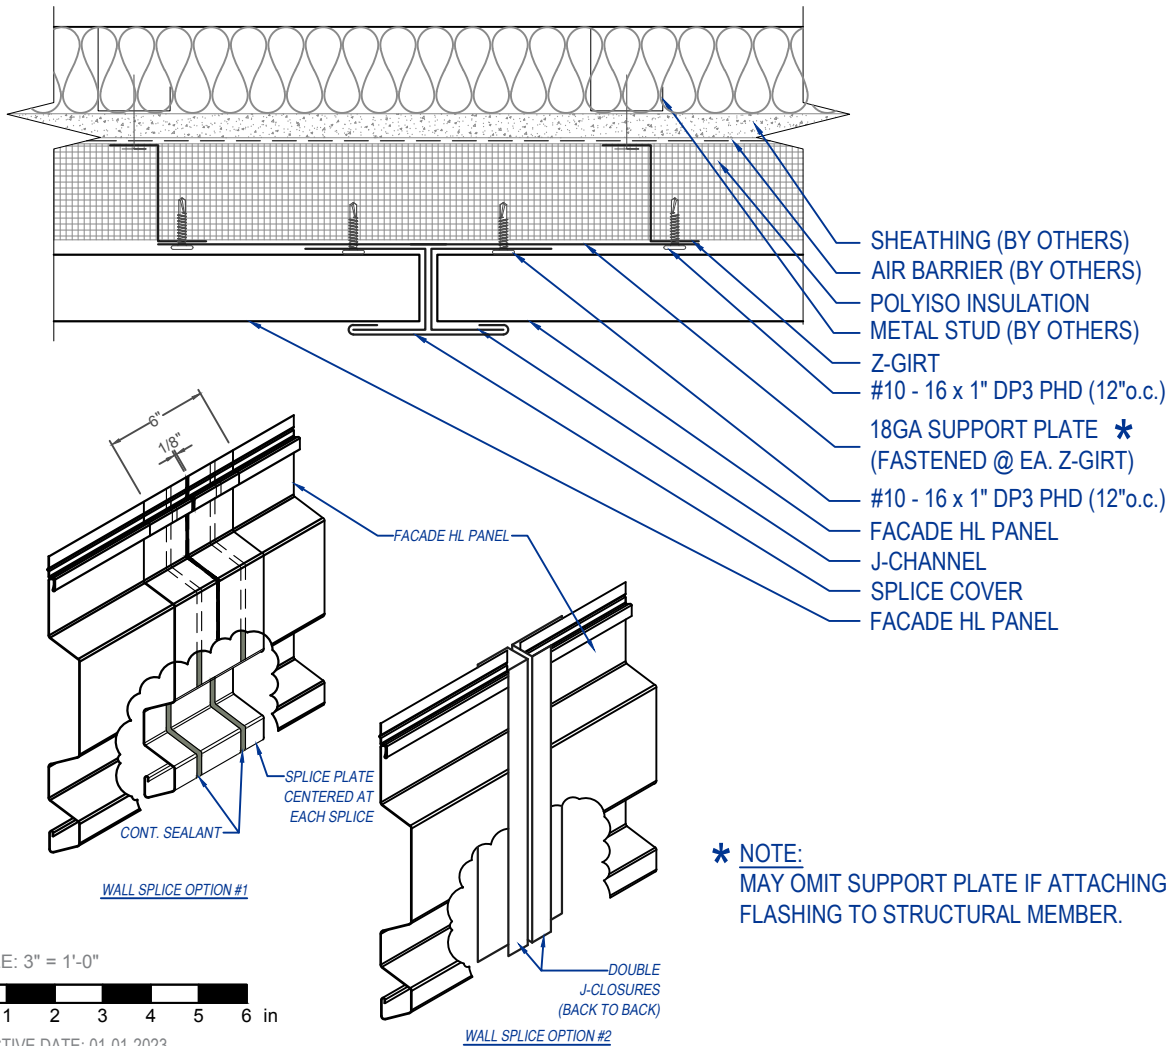 SHEATHING (BY OTHERS)
AIR BARRIER (BY OTHERS)
POLYISO INSULATION
METAL STUD (BY OTHERS)
Z-GIRT
#10 - 16 x 1" DP3 PHD (12"o.c.)
18GA SUPPORT PLATE *
(FASTENED @ EA. Z-GIRT)
#10 - 16 x 1" DP3 PHD (12"o.c.)
FACADE HL PANEL
J-CHANNEL
SPLICE COVER
FACADE HL PANEL
6"
1/8"
FACADE HL PANEL
SPLICE PLATE
CENTERED AT
EACH SPLICE
CONT. SEALANT
WALL SPLICE OPTION #1
DOUBLE
J-CLOSURES
(BACK TO BACK)
WALL SPLICE OPTION #2
* NOTE:
MAY OMIT SUPPORT PLATE IF ATTACHING
FLASHING TO STRUCTURAL MEMBER.
E: 3" = 1'-0"
1 2 3 4 5 6 in
CTIVE DATE: 01.01.2023